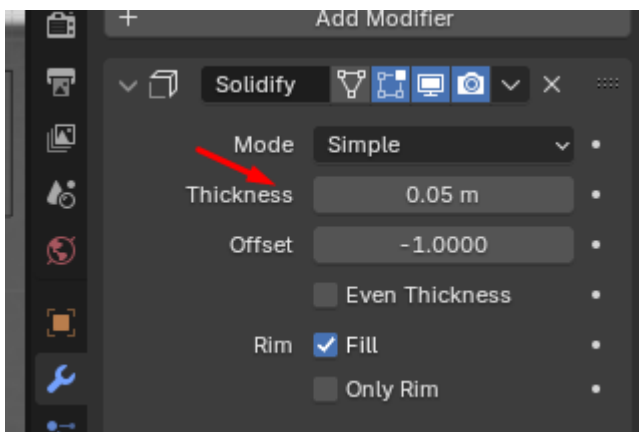 Add Modifier
Solidify
Mode Simple
Thickness 0.05 m
Offset -1.0000
Even Thickness
Rim Fill
Only Rim